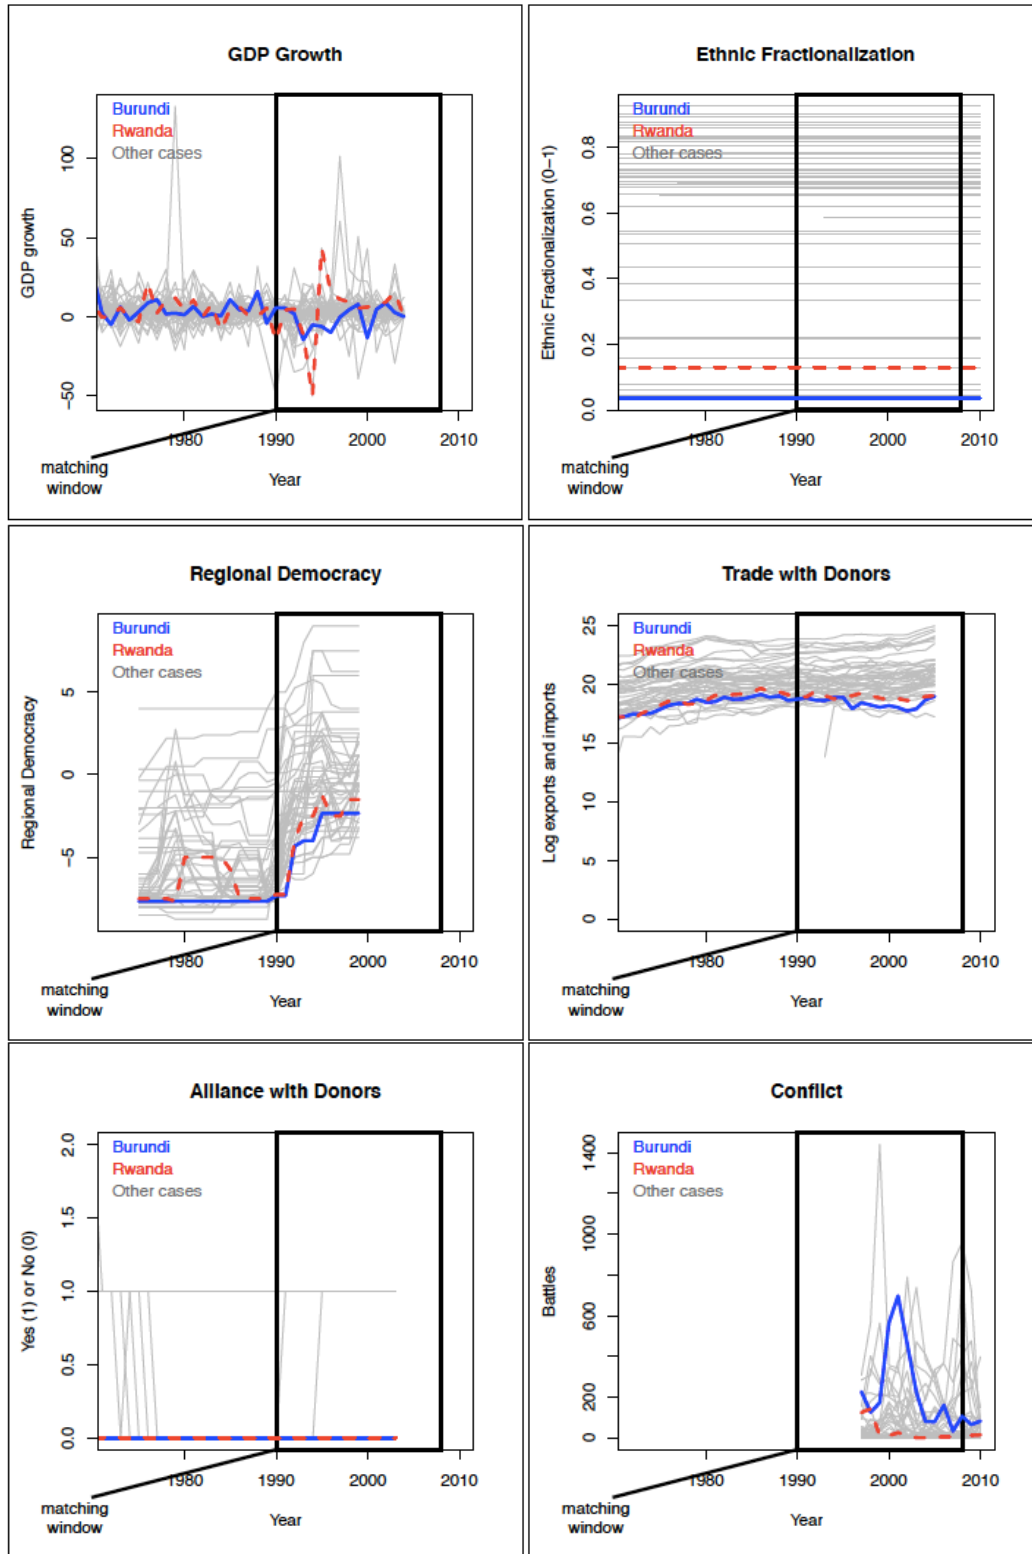 GDP Growth
Burundi
Rwanda
Other cases
GDP growth
100
50
0
−50
1980
1990
2000
2010
matching
window
Year
Ethnic Fractionalization
Burundi
Rwanda
Other cases
Ethnic Fractionalization (0−1)
0.8
0.6
0.4
0.2
0.0
1980
1990
2000
2010
matching
window
Year
Regional Democracy
Burundi
Rwanda
Other cases
Regional Democracy
5
0
−5
1980
1990
2000
2010
matching
window
Year
Trade with Donors
Burundi
Rwanda
Other cases
Log exports and imports
25
20
15
10
5
0
1980
1990
2000
2010
matching
window
Year
Alliance with Donors
Burundi
Rwanda
Other cases
Yes (1) or No (0)
2.0
1.5
1.0
0.5
0.0
1980
1990
2000
2010
matching
window
Year
Conflict
Burundi
Rwanda
Other cases
Battles
1400
1000
600
200
0
1980
1990
2000
2010
matching
window
Year